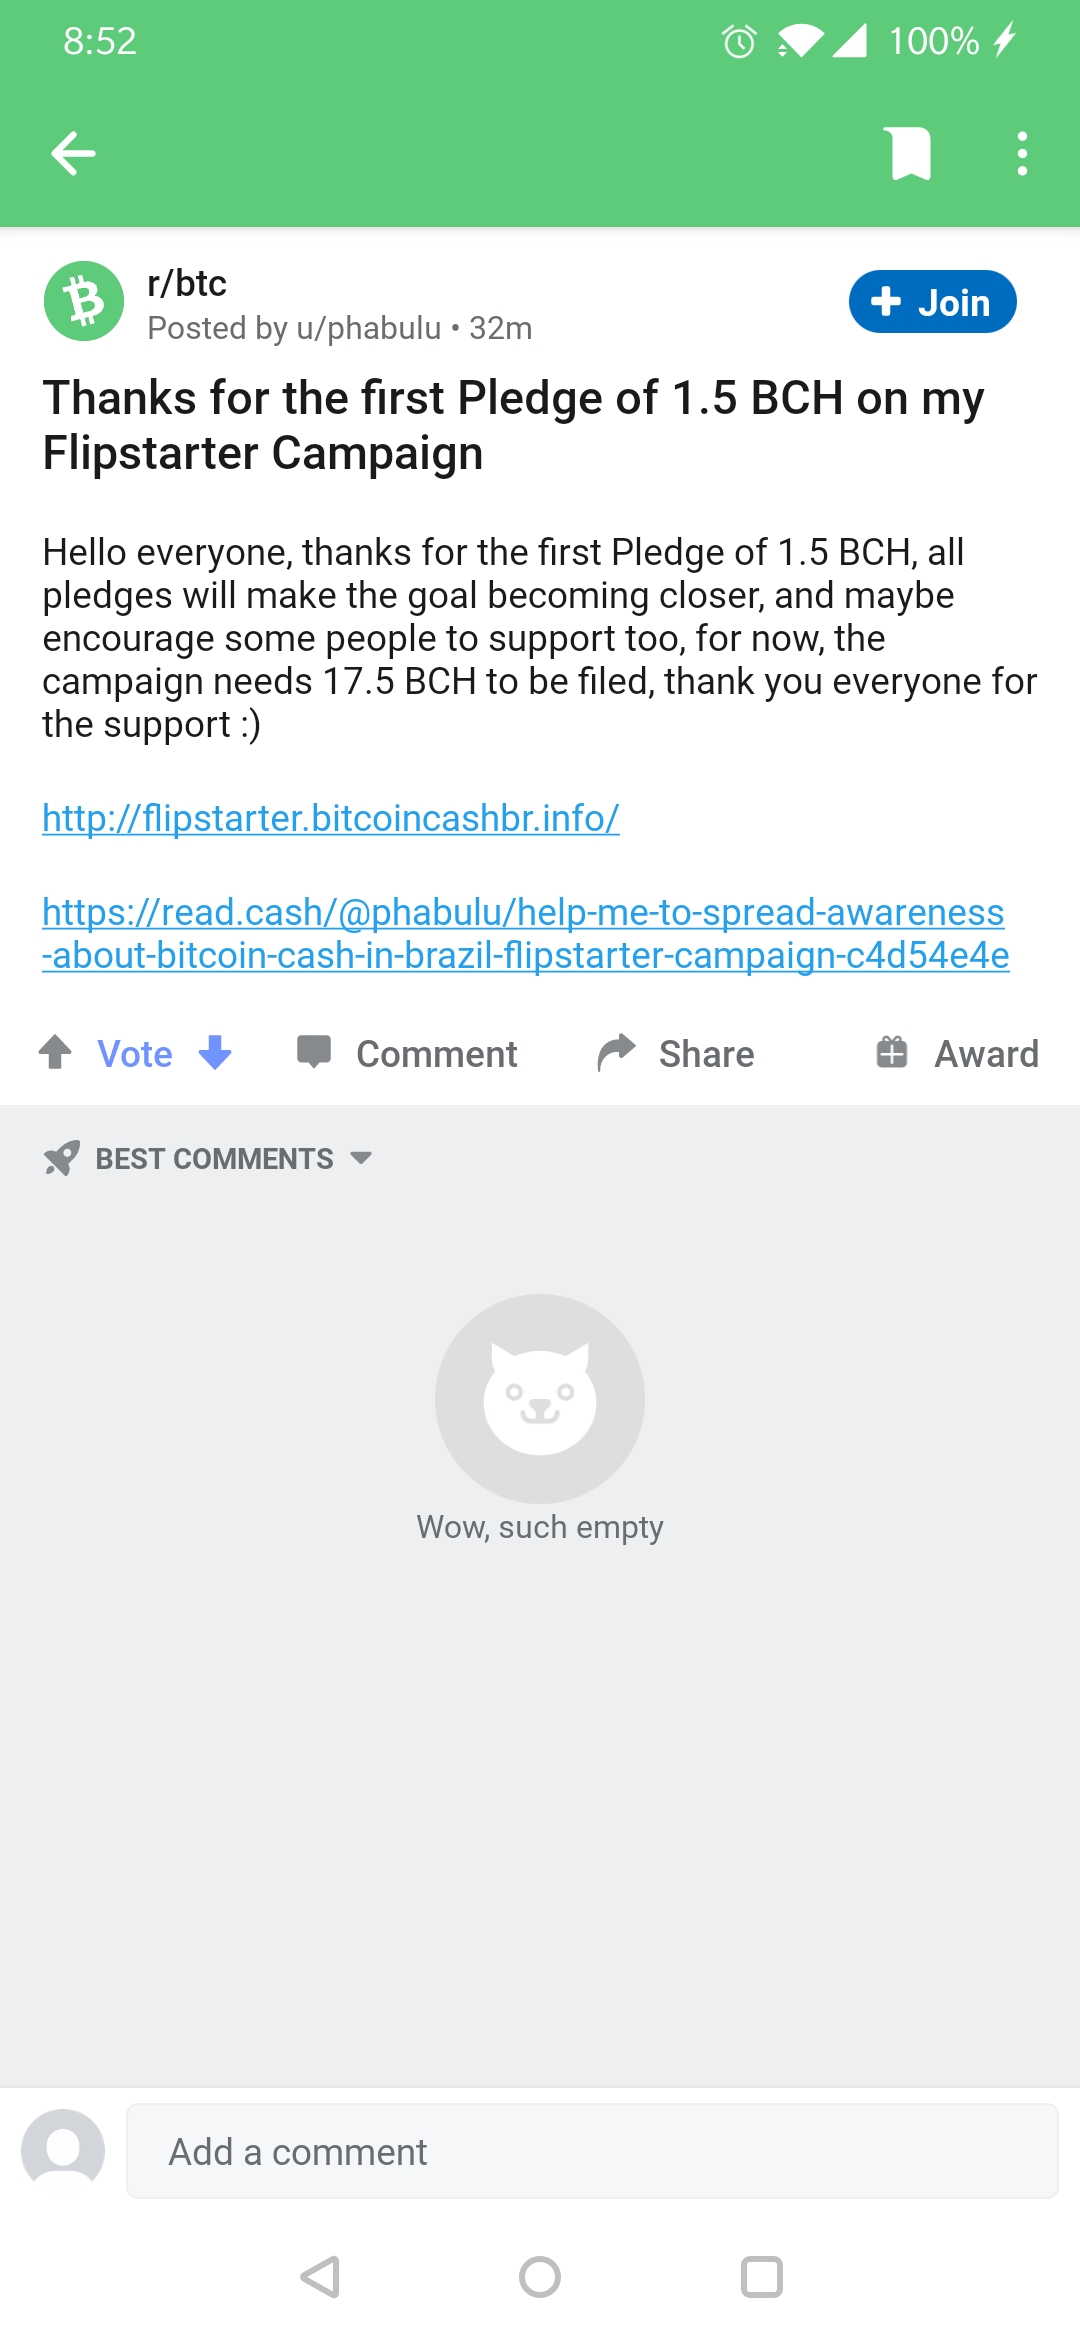 8:52
100%
r/btc
Posted by u/phabulu • 32m
Join
Thanks for the first Pledge of 1.5 BCH on my
Flipstarter Campaign
Hello everyone, thanks for the first Pledge of 1.5 BCH, all
pledges will make the goal becoming closer, and maybe
encourage some people to support too, for now, the
campaign needs 17.5 BCH to be filed, thank you everyone for
the support :)
http://flipstarter.bitcoincashbr.info/
https://read.cash/@phabulu/help-me-to-spread-awareness
-about-bitcoin-cash-in-brazil-flipstarter-campaign-c4d54e4e
Vote Comment Share Award
BEST COMMENTS
Wow, such empty
Add a comment